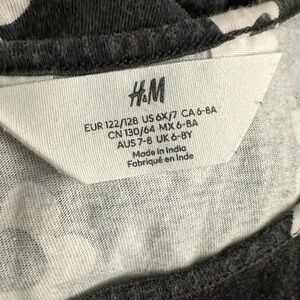 H&M
EUR 122/128 US 6X/7 CA 6-8A
CN 130/64 MX 6-8A
AUS 7-8 UK 6-8Y
Made in India
Fabriqué en Inde